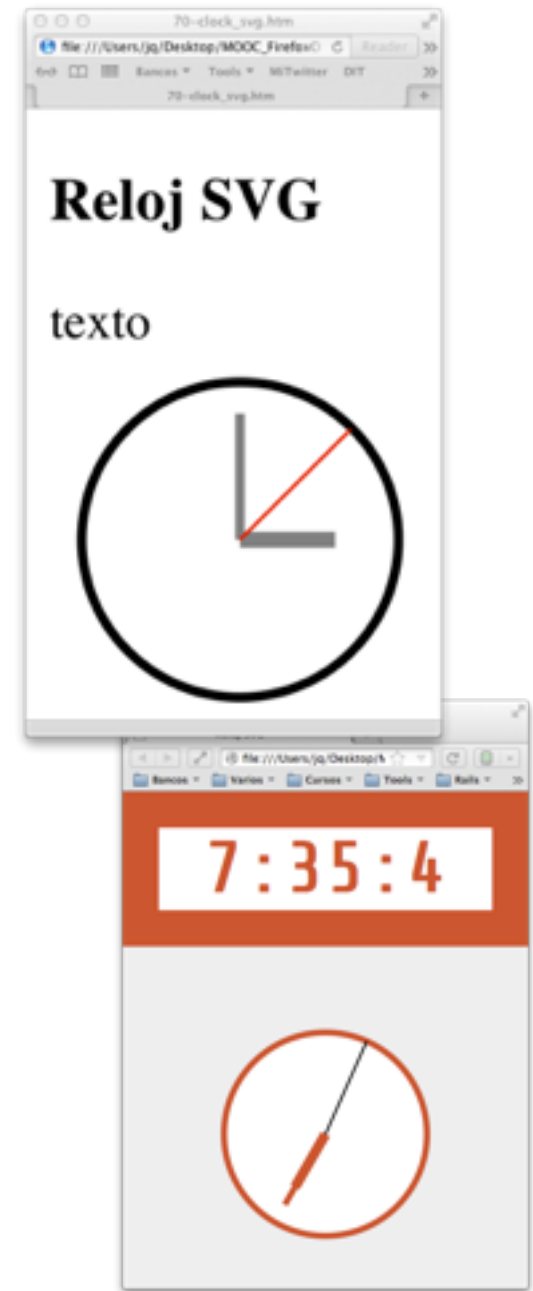 70-clock_svg.htm
file:///Users/jq/Desktop/MOOC_Firefox Reader
Bancos Tools MiTwitter DIT
70-clock_svg.htm
Reloj SVG
texto
file:///Users/jq/Desktop/M
Bancos Varios Cursos Tools Rails
7:35:4